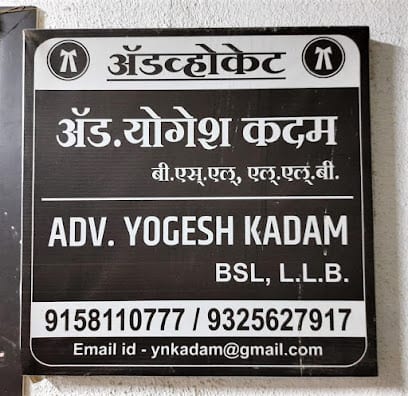 ॲडव्होकेट
ॲड.योगेश कदम
बी.एस्.एल्, एल्.एल्.बी.
ADV. YOGESH KADAM
BSL, L.L.B.
9158110777 / 9325627917
Email id - ynkadam@gmail.com